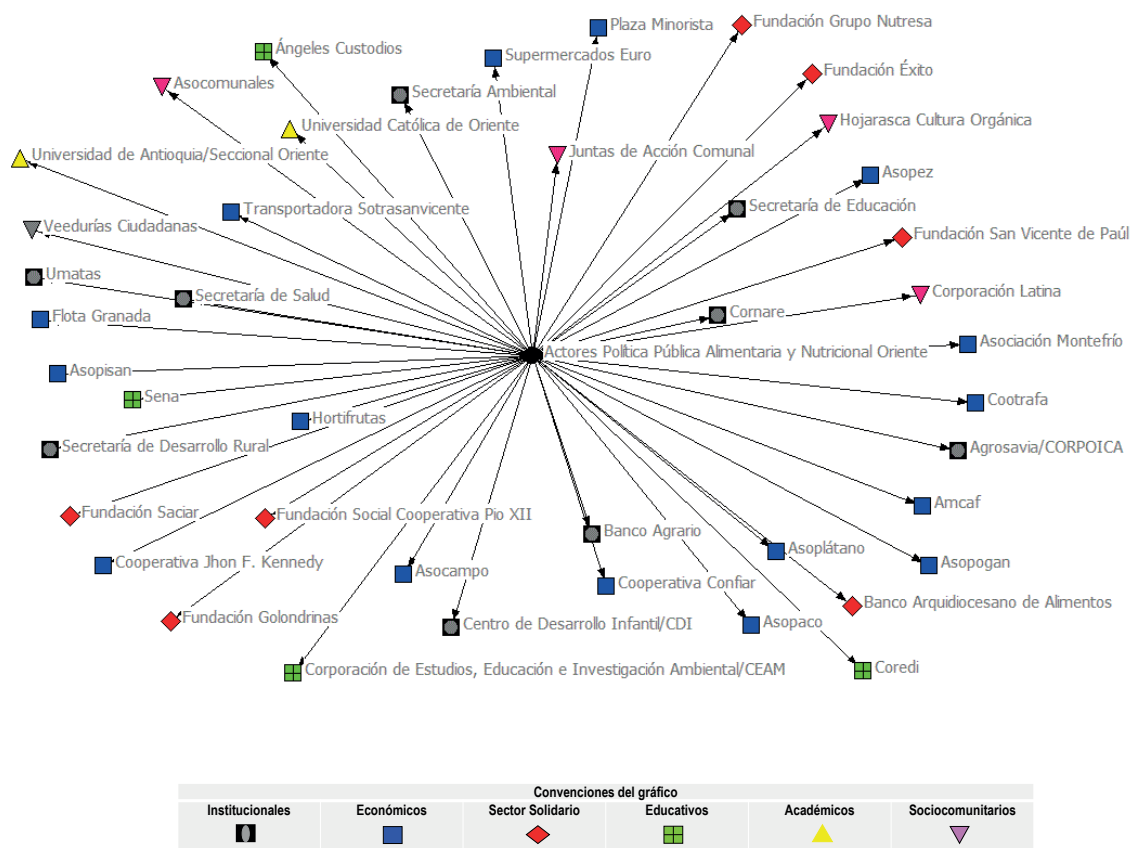 Plaza Minorista
Fundación Grupo Nutresa
Ángeles Custodios
Supermercados Euro
Fundación Éxito
Asocomunales
Secretaría Ambiental
Hojarasca Cultura Orgánica
Universidad Católica de Oriente
Universidad de Antioquia/Seccional Oriente
Juntas de Acción Comunal
Asopez
Transportadora Sotrasanvicente
Secretaría de Educación
Veedurías Ciudadanas
Fundación San Vicente de Paúl
Umatas
Secretaría de Salud
Corporación Latina
Flota Granada
Cornare
Actores Política Pública Alimentaria y Nutricional Oriente
Asociación Montefrío
Asopisan
Sena
Cootrafa
Hortifrutas
Secretaría de Desarrollo Rural
Agrosavia/CORPOICA
Amcaf
Fundación Saciar
Fundación Social Cooperativa Pio XII
Banco Agrario
Asoplátano
Cooperativa Jhon F. Kennedy
Asocampo
Cooperativa Confiar
Asopogan
Banco Arquidiocesano de Alimentos
Fundación Golondrinas
Centro de Desarrollo Infantil/CDI
Asopaco
Corporación de Estudios, Educación e Investigación Ambiental/CEAM
Coredi
Convenciones del gráfico
Institucionales Económicos Sector Solidario Educativos Académicos Sociocomunitarios